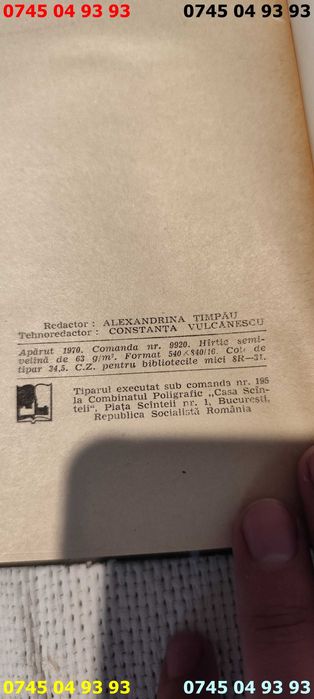 0745 04 93 93 0745 04 93 93
Redactor : ALEXANDRINA TIMPĂU
Tehnoredactor : CONSTANȚA VULCĂNESCU
Apărut 1970. Comanda nr. 9920. Hîrtie semi-
velină de 63 g/m². Format 540×840/16. Coli de
tipar 34,5. C.Z. pentru bibliotecile mici 8R—31.
Tiparul executat sub comanda nr. 195
la Combinatul Poligrafic „Casa Scîn-
teii“, Piața Scînteii nr. 1, București,
Republica Socialistă România
0745 04 93 93 0745 04 93 93